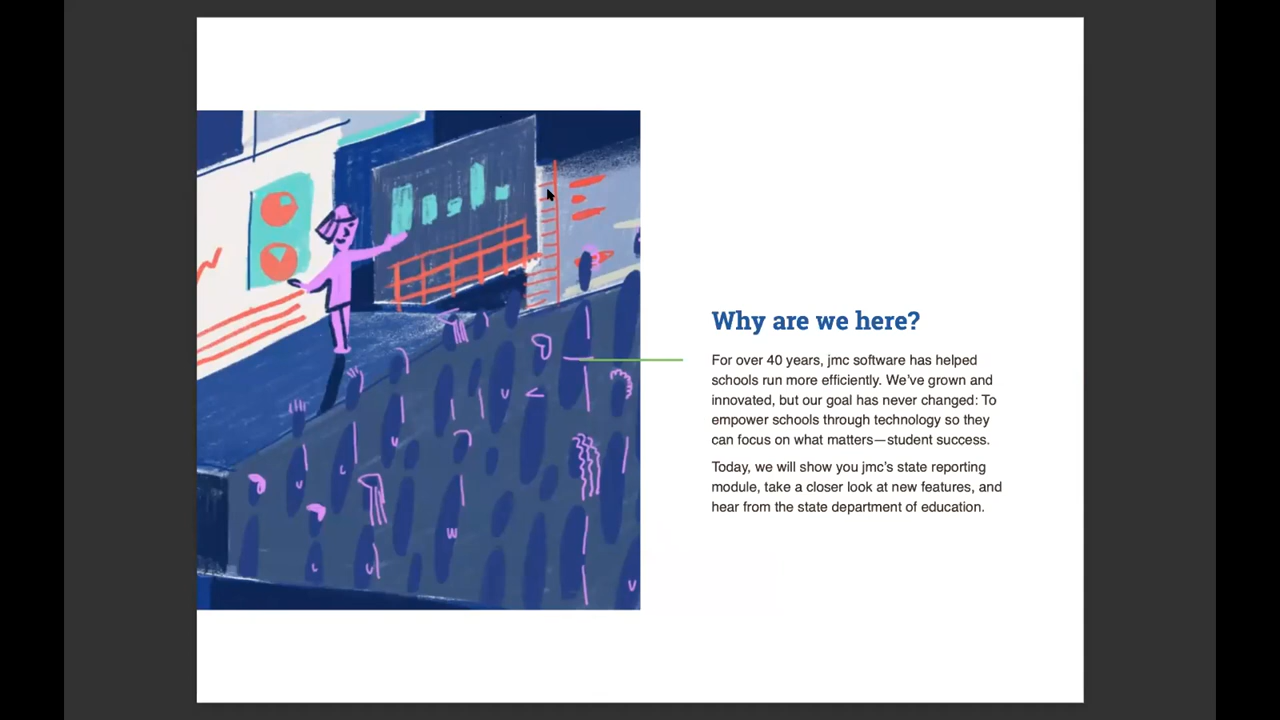 Why are we here?
For over 40 years, jmc software has helped
schools run more efficiently. We’ve grown and
innovated, but our goal has never changed: To
empower schools through technology so they
can focus on what matters—student success.
Today, we will show you jmc’s state reporting
module, take a closer look at new features, and
hear from the state department of education.